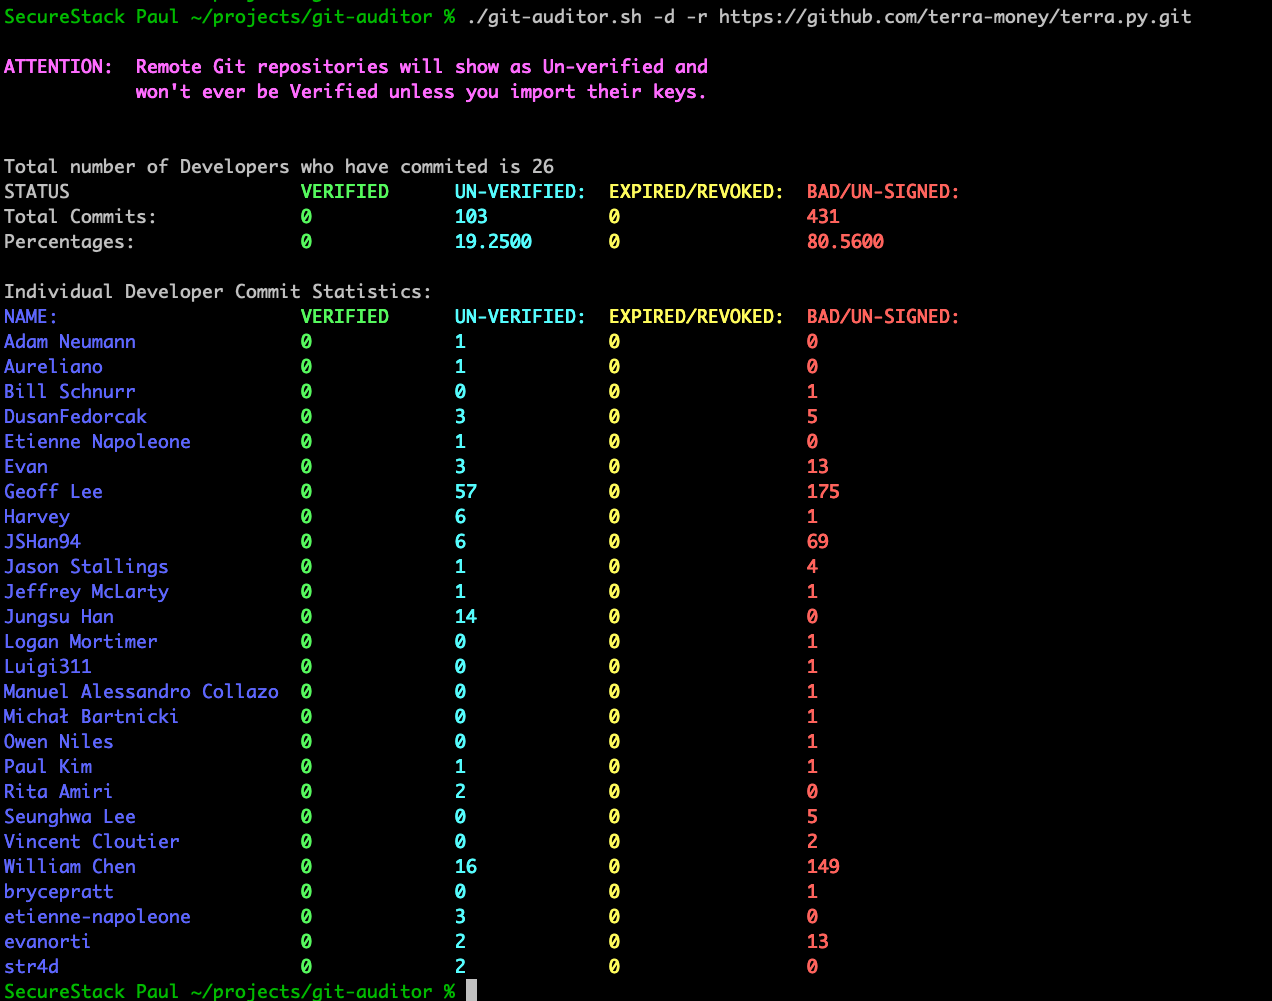 SecureStack Paul ~/projects/git-auditor % ./git-auditor.sh -d -r https://github.com/terra-money/terra.py.git
ATTENTION: Remote Git repositories will show as Un-verified and
won't ever be Verified unless you import their keys.
Total number of Developers who have commited is 26
STATUS VERIFIED UN-VERIFIED: EXPIRED/REVOKED: BAD/UN-SIGNED:
Total Commits: 0 103 0 431
Percentages: 0 19.2500 0 80.5600
Individual Developer Commit Statistics:
NAME: VERIFIED UN-VERIFIED: EXPIRED/REVOKED: BAD/UN-SIGNED:
Adam Neumann 0 1 0 0
Aureliano 0 1 0 0
Bill Schnurr 0 0 0 1
DusanFedorcak 0 3 0 5
Etienne Napoleone 0 1 0 0
Evan 0 3 0 13
Geoff Lee 0 57 0 175
Harvey 0 6 0 1
JSHan94 0 6 0 69
Jason Stallings 0 1 0 4
Jeffrey McLarty 0 1 0 1
Jungsu Han 0 14 0 0
Logan Mortimer 0 0 0 1
Luigi311 0 0 0 1
Manuel Alessandro Collazo 0 0 0 1
Michał Bartnicki 0 0 0 1
Owen Niles 0 0 0 1
Paul Kim 0 1 0 1
Rita Amiri 0 2 0 0
Seunghwa Lee 0 0 0 5
Vincent Cloutier 0 0 0 2
William Chen 0 16 0 149
brycepratt 0 0 0 1
etienne-napoleone 0 3 0 0
evanorti 0 2 0 13
str4d 0 2 0 0
SecureStack Paul ~/projects/git-auditor %